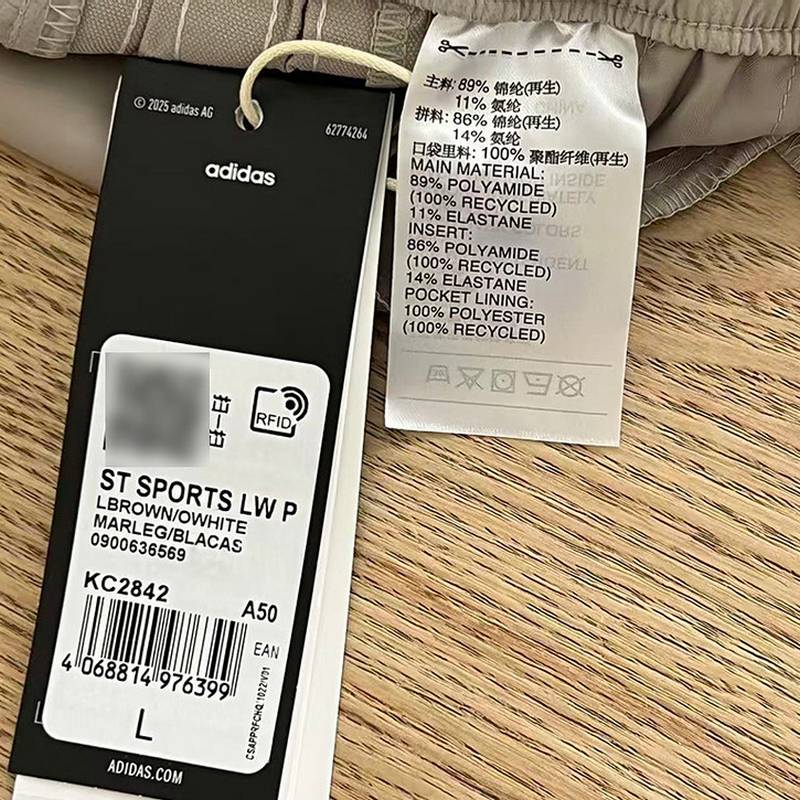 © 2025 adidas AG
62774264
adidas
RFID
ST SPORTS LW P
LBROWN/OWHITE
MARLEG/BLACAS
0900636569
KC2842
A50
EAN
4 068814 976399
CSAPPRFCHQ'1022/V01
L
ADIDAS.COM
主料: 89% 锦纶(再生)
11% 氨纶
拼料: 86% 锦纶(再生)
14% 氨纶
口袋里料: 100% 聚酯纤维(再生)
MAIN MATERIAL:
89% POLYAMIDE
(100% RECYCLED)
11% ELASTANE
INSERT:
86% POLYAMIDE
(100% RECYCLED)
14% ELASTANE
POCKET LINING:
100% POLYESTER
(100% RECYCLED)